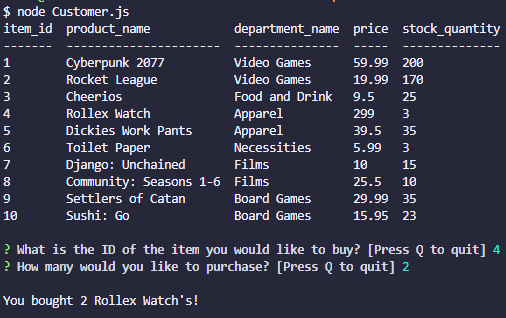 $ node Customer.js
item_id  product_name           department_name  price  stock_quantity
-------  ---------------------  ---------------  -----  --------------
1        Cyberpunk 2077         Video Games      59.99  200
2        Rocket League          Video Games      19.99  170
3        Cheerios               Food and Drink   9.5    25
4        Rollex Watch           Apparel          299    3
5        Dickies Work Pants     Apparel          39.5   35
6        Toilet Paper           Necessities      5.99   3
7        Django: Unchained      Films            10     15
8        Community: Seasons 1-6  Films            25.5   10
9        Settlers of Catan      Board Games      29.99  35
10       Sushi: Go              Board Games      15.95  23
? What is the ID of the item you would like to buy? [Press Q to quit] 4
? How many would you like to purchase? [Press Q to quit] 2
You bought 2 Rollex Watch's!